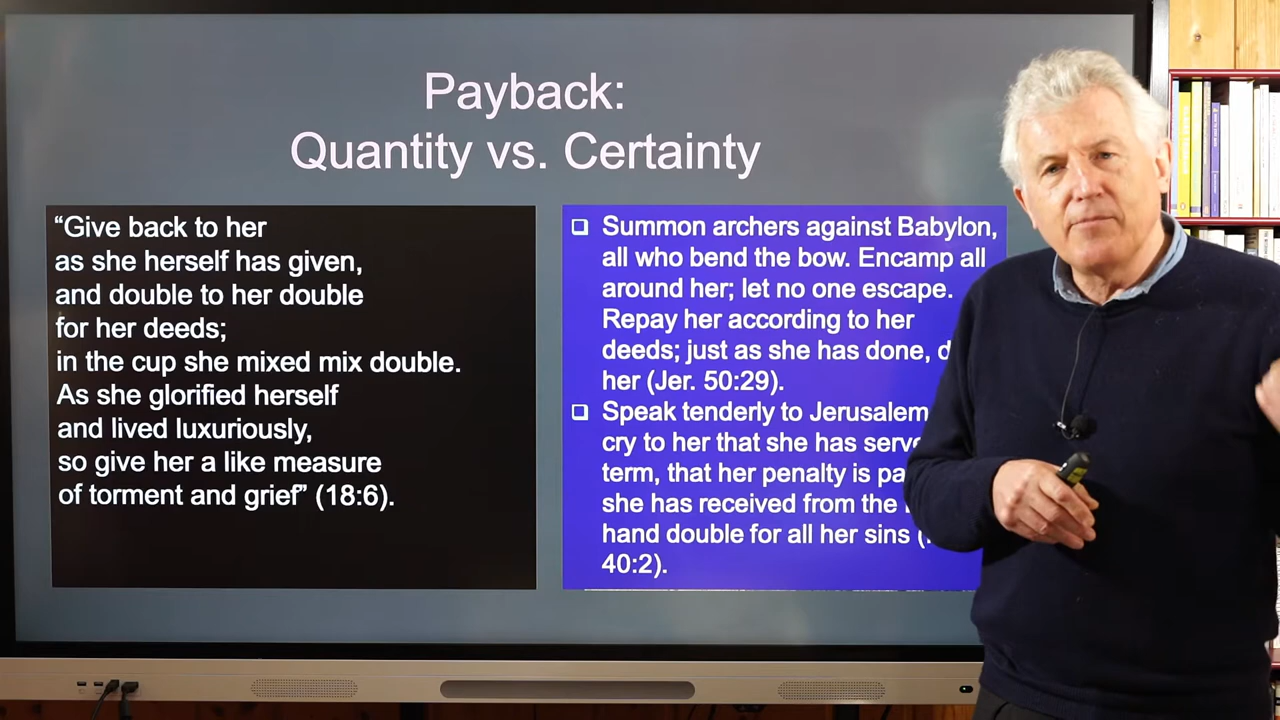 Payback:
Quantity vs. Certainty
“Give back to her
as she herself has given,
and double to her double
for her deeds;
in the cup she mixed mix double.
As she glorified herself
and lived luxuriously,
so give her a like measure
of torment and grief” (18:6).
Summon archers against Babylon,
all who bend the bow. Encamp all
around her; let no one escape.
Repay her according to her
deeds; just as she has done,
her (Jer. 50:29).
Speak tenderly to Jerusalem
cry to her that she has
term, that her penalty is
she has received from the
hand double for all her sins
40:2).